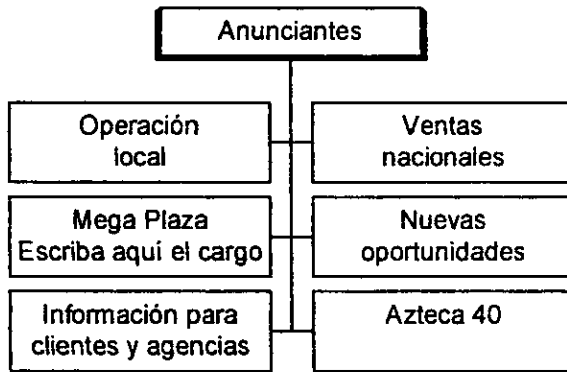 Anunciantes
Operación
local
Ventas
nacionales
Mega Plaza
Escriba aquí el cargo
Nuevas
oportunidades
Información para
clientes y agencias
Azteca 40